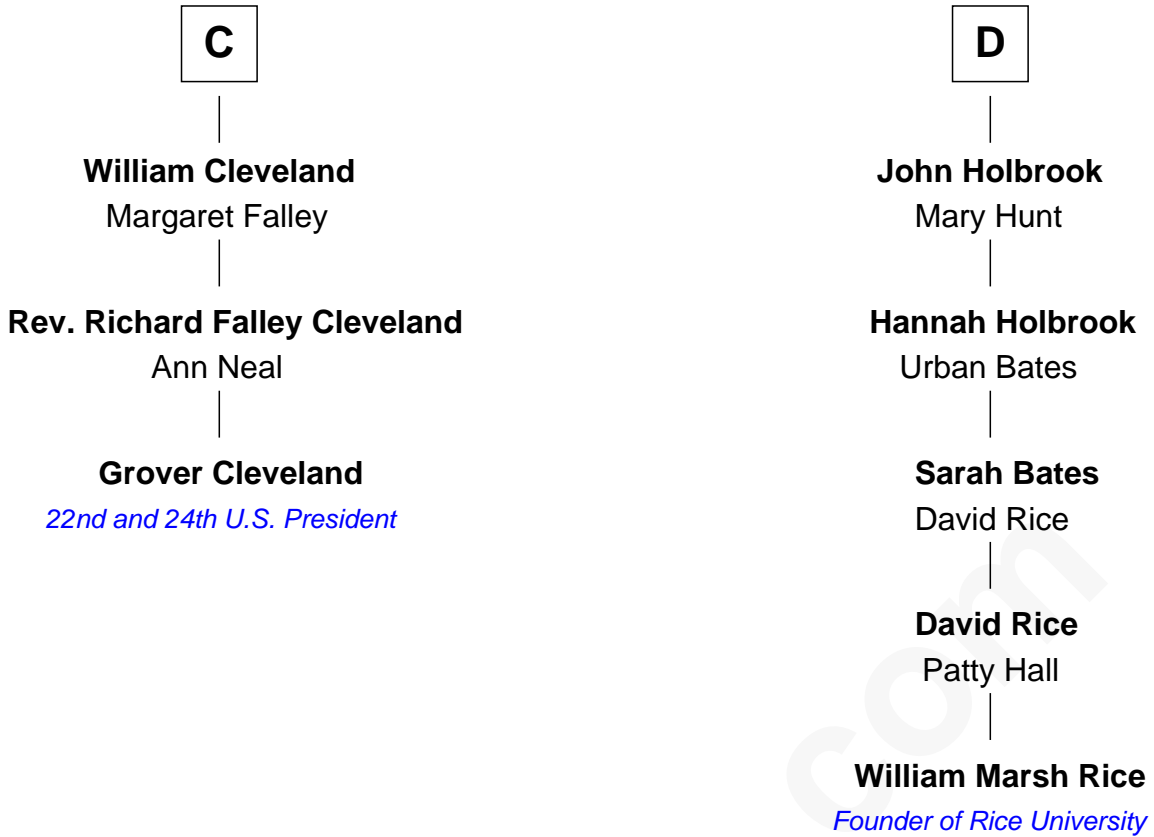 C
William Cleveland
Margaret Falley
Rev. Richard Falley Cleveland
Ann Neal
Grover Cleveland
22nd and 24th U.S. President
D
John Holbrook
Mary Hunt
Hannah Holbrook
Urban Bates
Sarah Bates
David Rice
David Rice
Patty Hall
William Marsh Rice
Founder of Rice University
com